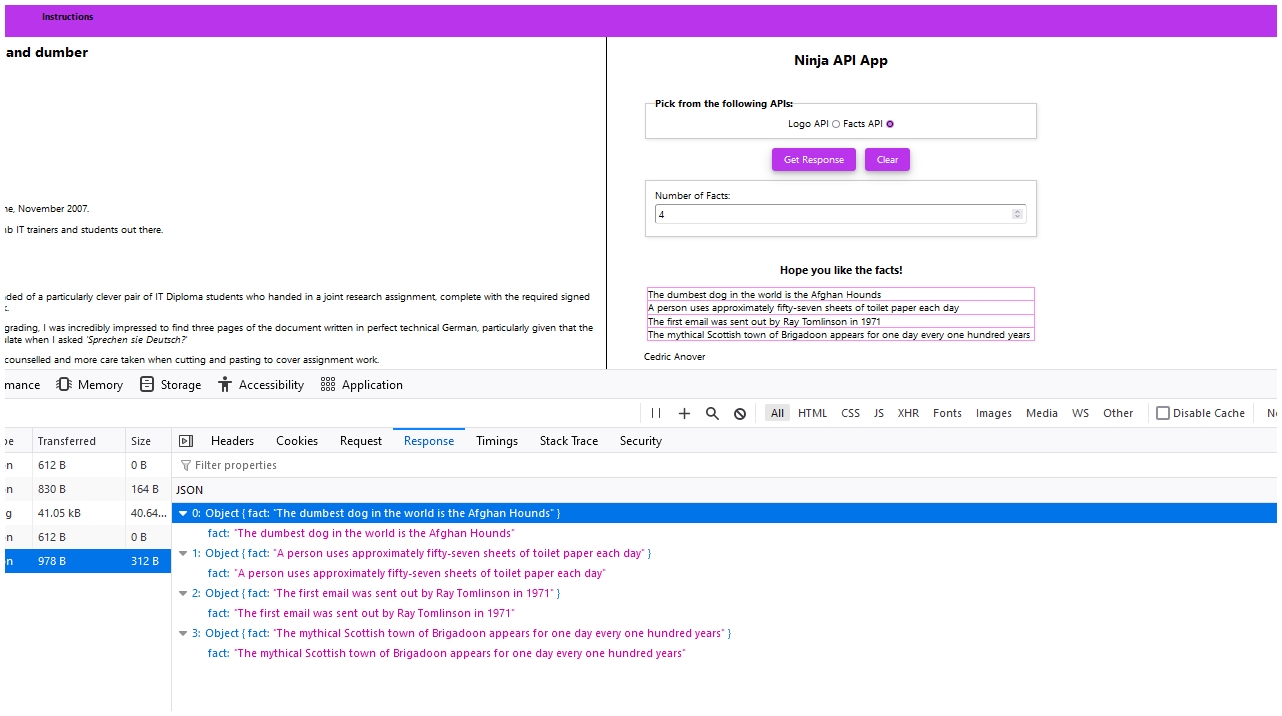 Instructions
and dumber
ne, November 2007.
nb IT trainers and students out there.
nded of a particularly clever pair of IT Diploma students who handed in a joint research assignment, complete with the required signed
grading, I was incredibly impressed to find three pages of the document written in perfect technical German, particularly given that the
ulate when I asked 'Sprechen sie Deutsch?'
counselled and more care taken when cutting and pasting to cover assignment work.
Ninja API App
Pick from the following APIs:
Logo API Facts API
Get Response Clear
Number of Facts:
4
Hope you like the facts!
The dumbest dog in the world is the Afghan Hounds
A person uses approximately fifty-seven sheets of toilet paper each day
The first email was sent out by Ray Tomlinson in 1971
The mythical Scottish town of Brigadoon appears for one day every one hundred years
Cedric Anover
mance Memory Storage Accessibility Application
All HTML CSS JS XHR Fonts Images Media WS Other Disable Cache No
pe Transferred Size Headers Cookies Request Response Timings Stack Trace Security
n 612 B 0 B
n 830 B 164 B
g 41.05 kB 40.64...
n 612 B 0 B
n 978 B 312 B
Filter properties
JSON
0: Object { fact: "The dumbest dog in the world is the Afghan Hounds" }
fact: "The dumbest dog in the world is the Afghan Hounds"
1: Object { fact: "A person uses approximately fifty-seven sheets of toilet paper each day" }
fact: "A person uses approximately fifty-seven sheets of toilet paper each day"
2: Object { fact: "The first email was sent out by Ray Tomlinson in 1971" }
fact: "The first email was sent out by Ray Tomlinson in 1971"
3: Object { fact: "The mythical Scottish town of Brigadoon appears for one day every one hundred years" }
fact: "The mythical Scottish town of Brigadoon appears for one day every one hundred years"